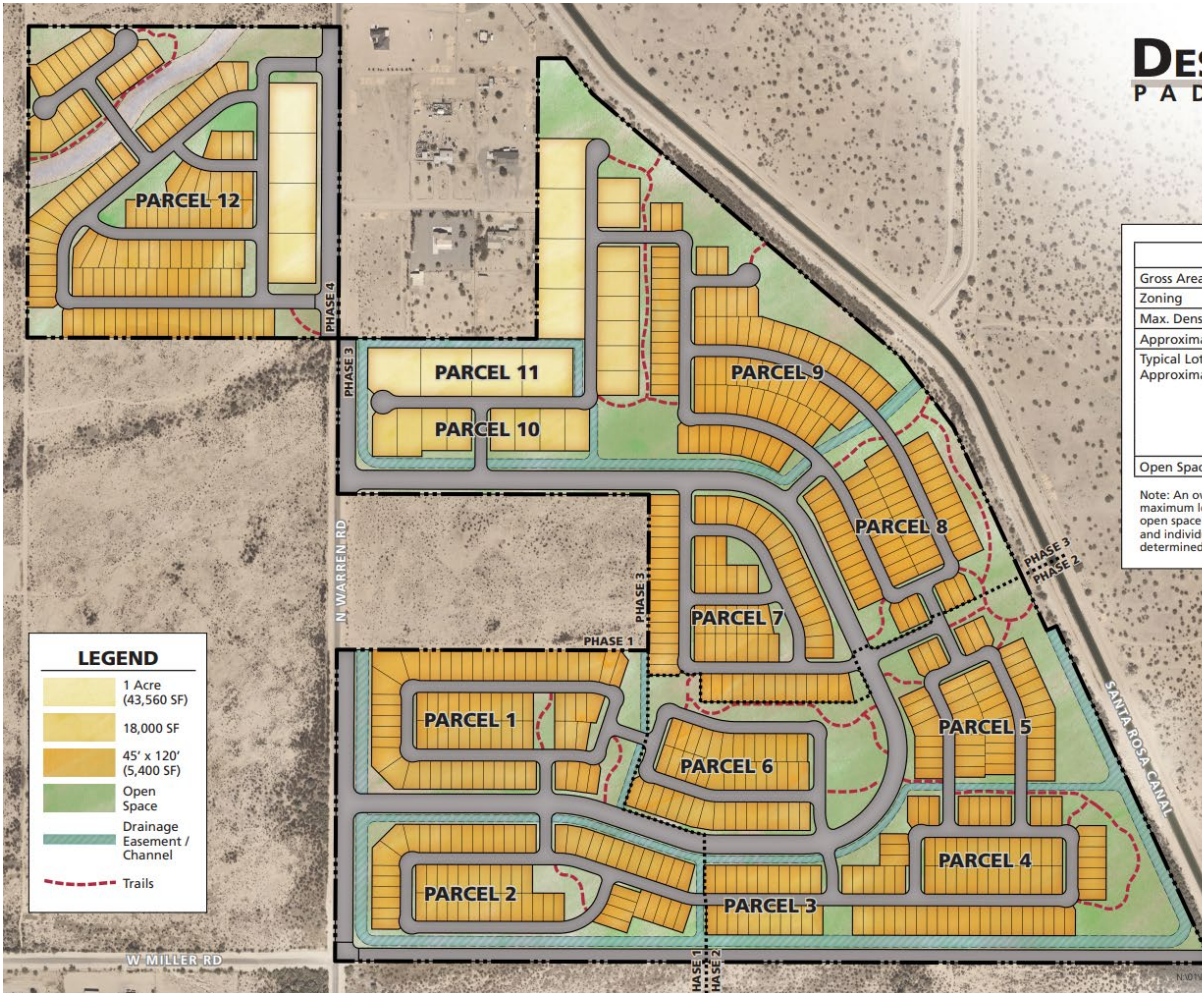 DES
PAD
PARCEL 12
PHASE 4
PHASE 3
PARCEL 11
PARCEL 10
PARCEL 9
PARCEL 8
PARCEL 7
PHASE 3
PHASE 1
PHASE 3
PHASE 2
N WARREN RD
SANTA ROSA CANAL
PARCEL 1
PARCEL 6
PARCEL 5
PARCEL 2
PARCEL 3
PARCEL 4
PHASE 1
PHASE 2
W MILLER RD
LEGEND
1 Acre
(43,560 SF)
18,000 SF
45' x 120'
(5,400 SF)
Open
Space
Drainage
Easement /
Channel
Trails
Gross Area
Zoning
Max. Dens
Approxima
Typical Lot
Approxima
Open Spac
Note: An ov
maximum l
open space
and individ
determined